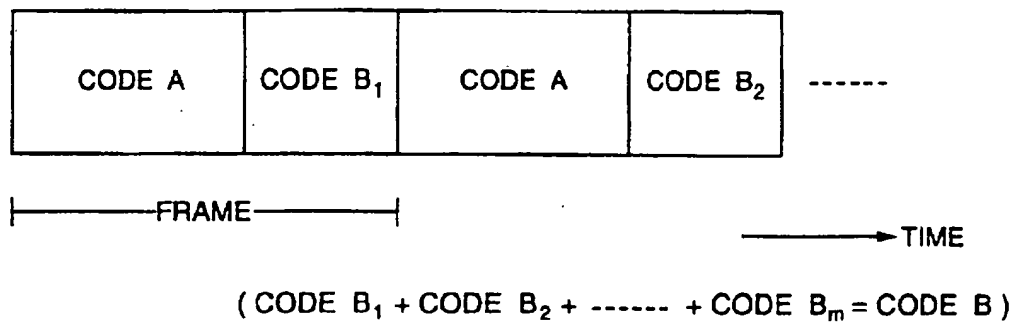 CODE A CODE B₁ CODE A CODE B₂ ------
FRAME
TIME
( CODE B₁ + CODE B₂ + ------ + CODE Bₘ = CODE B )